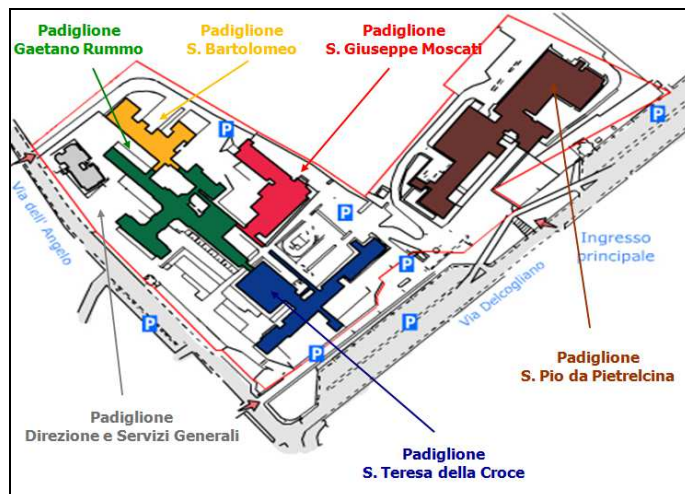 Padiglione
Gaetano Rummo
Padiglione
S. Bartolomeo
Padiglione
S. Giuseppe Moscati
P
P
P
P
P
P
P
Via dell' Angelo
Ingresso
principale
Via Delcogliano
Padiglione
S. Pio da Pietrelcina
Padiglione
Direzione e Servizi Generali
Padiglione
S. Teresa della Croce